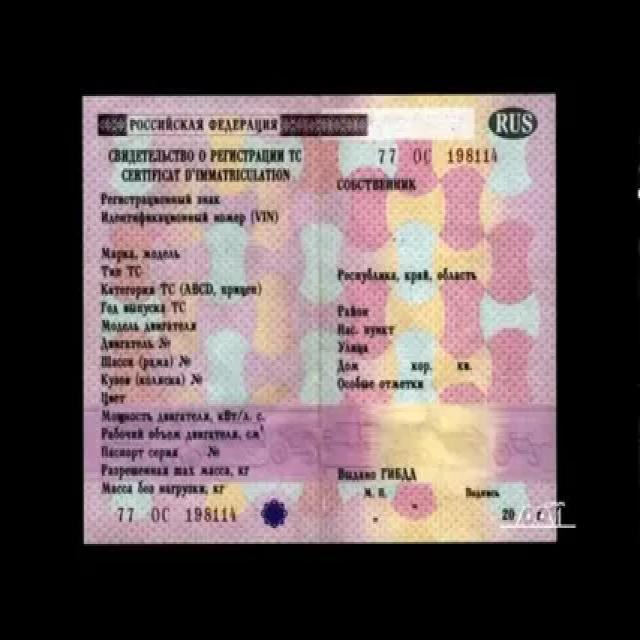 РОССИЙСКАЯ ФЕДЕРАЦИЯ
RUS
СВИДЕТЕЛЬСТВО О РЕГИСТРАЦИИ ТС
CERTIFICAT D'IMMATRICULATION
Регистрационный знак
Идентификационный номер (VIN)
Марка, модель
Тип ТС
Категория ТС (ABCD, прицеп)
Год выпуска ТС
Модель двигателя
Двигатель №
Шасси (рама) №
Кузов (коляска) №
Цвет
Мощность двигателя, кВт/л. с.
Рабочий объем двигателя, см³
Паспорт серия №
Разрешенная max масса, кг
Масса без нагрузки, кг
77 ОС 198114
77 ОС 198114
СОБСТВЕННИК
Республика, край, область
Район
Нас. пункт
Улица
Дом кор. кв.
Особые отметки
Выдано ГИБДД
М. П. Подпись
20